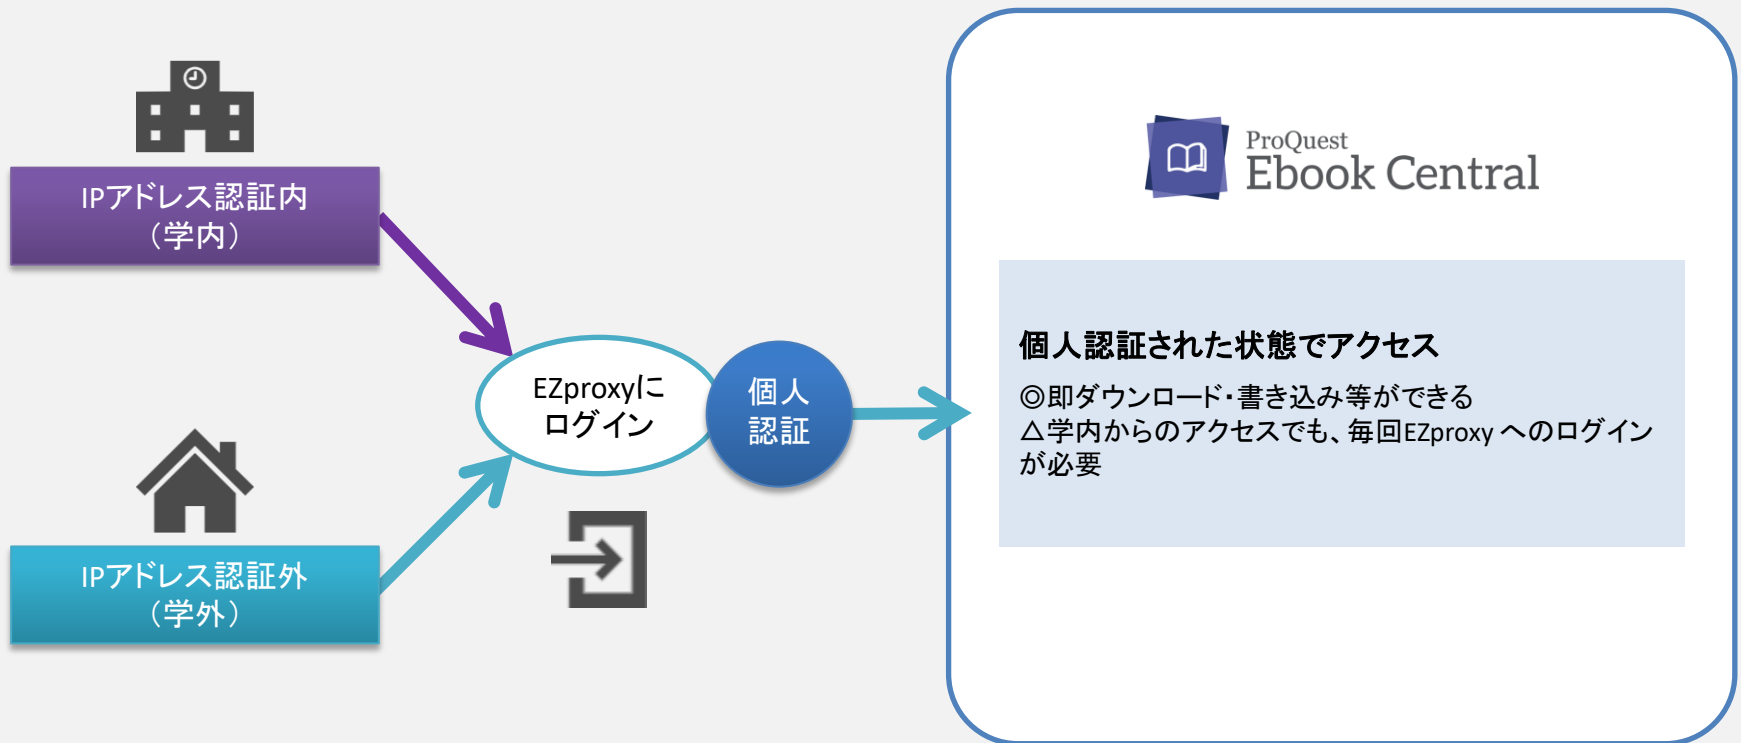 IPアドレス認証内
（学内）
IPアドレス認証外
（学外）
EZproxyに
ログイン
個人
認証
ProQuest
Ebook Central
個人認証された状態でアクセス
◎即ダウンロード・書き込み等ができる
△学内からのアクセスでも、毎回EZproxy へのログイン
が必要